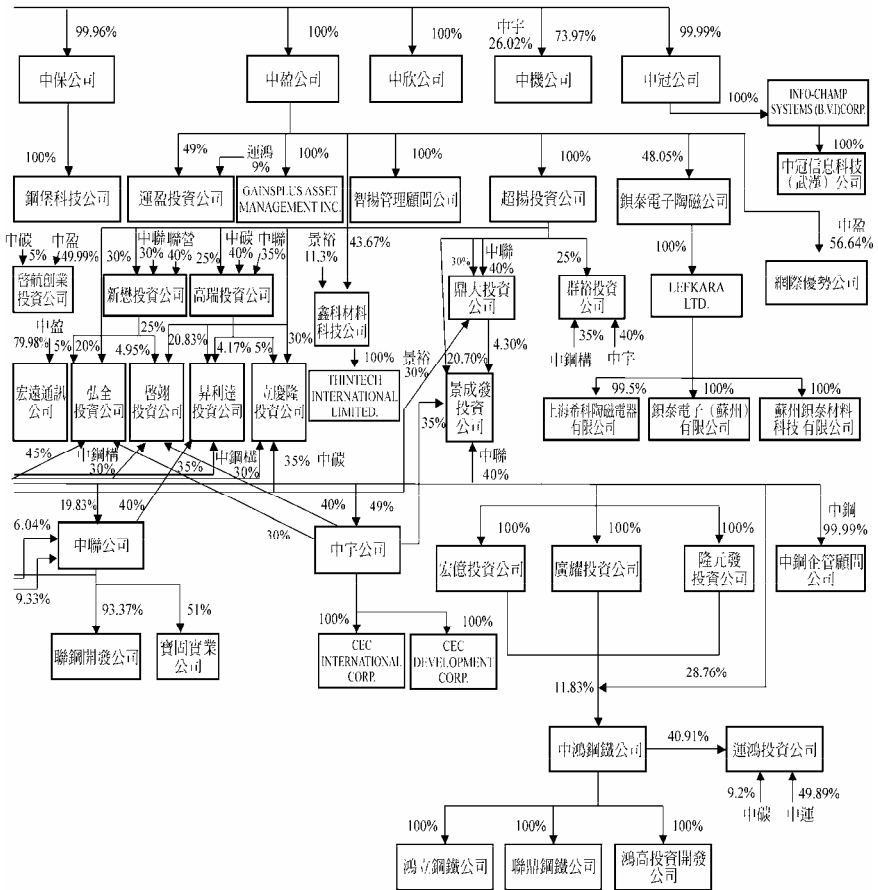 99.96%
100%
100%
中宇
26.02%
73.97%
99.99%
中保公司
中盈公司
中欣公司
中機公司
中冠公司
100%
INFO-CHAMP
SYSTEMS (B.V.I)CORP.
100%
中冠信息科技
（武漢）公司
100%
49%
運鴻
9%
100%
100%
100%
48.05%
鋼堡科技公司
運盈投資公司
GAINSPLUS ASSET
MANAGEMENT INC.
智揚管理顧問公司
超揚投資公司
鋇泰電子陶磁公司
中盈
56.64%
網際優勢公司
中碳
5%
中盈
49.99%
啓航創業
投資公司
30%
中聯
30%
聯營
40%
25%
中碳
40%
中聯
35%
景裕
11.3%
43.67%
30%
中聯
40%
25%
100%
新懋投資公司
高瑞投資公司
鑫科材料
科技公司
鼎大投資
公司
群裕投資
公司
LEFKARA
LTD.
35%
中鋼構
40%
中宇
中盈
79.98%
5%
20%
25%
4.95%
20.83%
4.17%
5%
30%
100%
景裕
30%
20.70%
4.30%
宏遠通訊
公司
弘全
投資公司
啓翊
投資公司
昇利達
投資公司
立慶隆
投資公司
THINTECH
INTERNATIONAL
LIMITED.
35%
景成發
投資
公司
99.5%
100%
100%
上海希科陶磁電器
有限公司
鋇泰電子（蘇州）
有限公司
蘇州鋇泰材料
科技有限公司
45%
中鋼構
30%
35%
中鋼構
30%
35%
中碳
中聯
40%
19.83%
40%
40%
49%
30%
中鋼
99.99%
6.04%
9.33%
中聯公司
中宇公司
100%
100%
100%
宏億投資公司
廣耀投資公司
隆元發
投資公司
中鋼企管顧問公司
93.37%
51%
聯鋼開發公司
寶固實業
公司
100%
100%
CEC
INTERNATIONAL
CORP.
CEC
DEVELOPMENT
CORP.
28.76%
11.83%
中鴻鋼鐵公司
40.91%
運鴻投資公司
9.2%
中碳
49.89%
中運
100%
100%
100%
鴻立鋼鐵公司
聯鼎鋼鐵公司
鴻高投資開發
公司